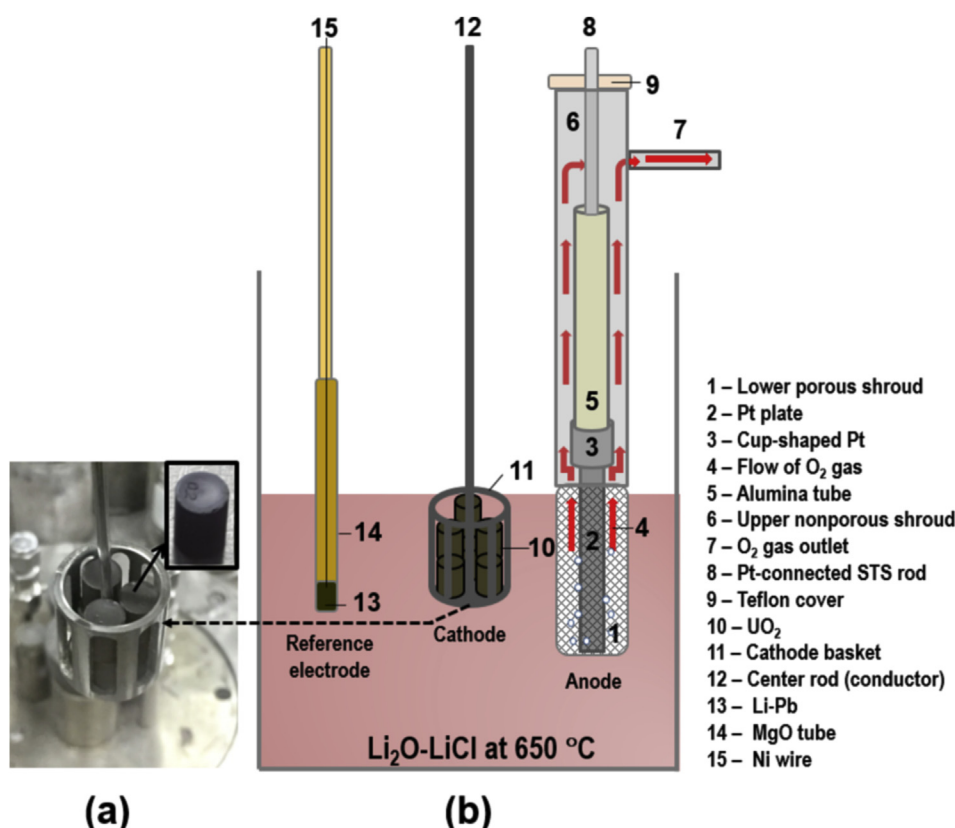 15
12
8
9
7
6
5
3
11
4
10
2
14
13
1
Reference
electrode
Cathode
Anode
Li₂O-LiCl at 650 °C
1 – Lower porous shroud
2 – Pt plate
3 – Cup-shaped Pt
4 – Flow of O₂ gas
5 – Alumina tube
6 – Upper nonporous shroud
7 – O₂ gas outlet
8 – Pt-connected STS rod
9 – Teflon cover
10 – UO₂
11 – Cathode basket
12 – Center rod (conductor)
13 – Li-Pb
14 – MgO tube
15 – Ni wire
(a)
(b)